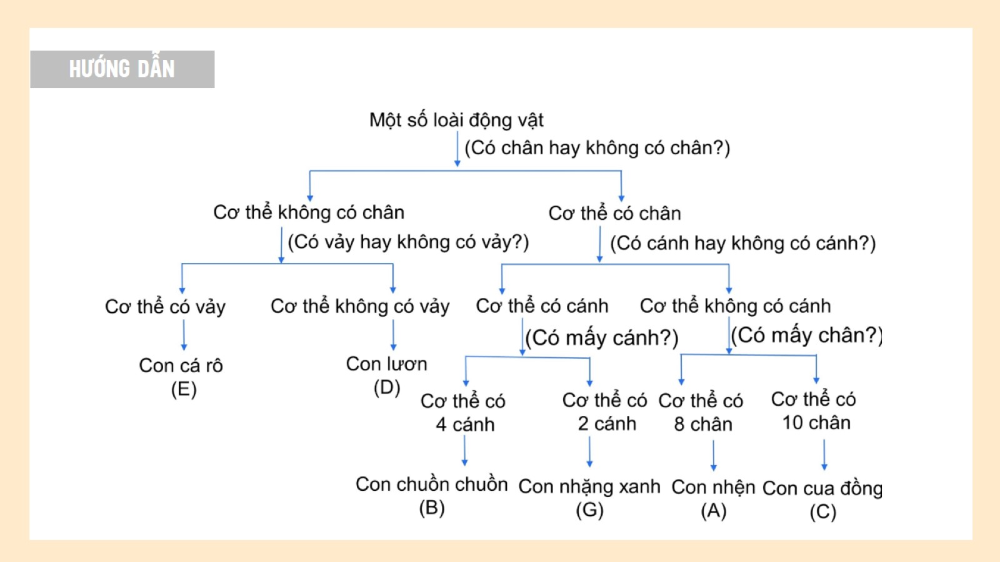 HƯỚNG DẪN
Một số loài động vật
(Có chân hay không có chân?)
Cơ thể không có chân
Cơ thể có chân
(Có vảy hay không có vảy?)
(Có cánh hay không có cánh?)
Cơ thể có vảy
Cơ thể không có vảy
Cơ thể có cánh
Cơ thể không có cánh
(Có mấy cánh?)
(Có mấy chân?)
Con cá rô
(E)
Con lươn
(D)
Cơ thể có
4 cánh
Cơ thể có
2 cánh
Cơ thể có
8 chân
Cơ thể có
10 chân
Con chuồn chuồn
(B)
Con nhặng xanh
(G)
Con nhện
(A)
Con cua đồng
(C)